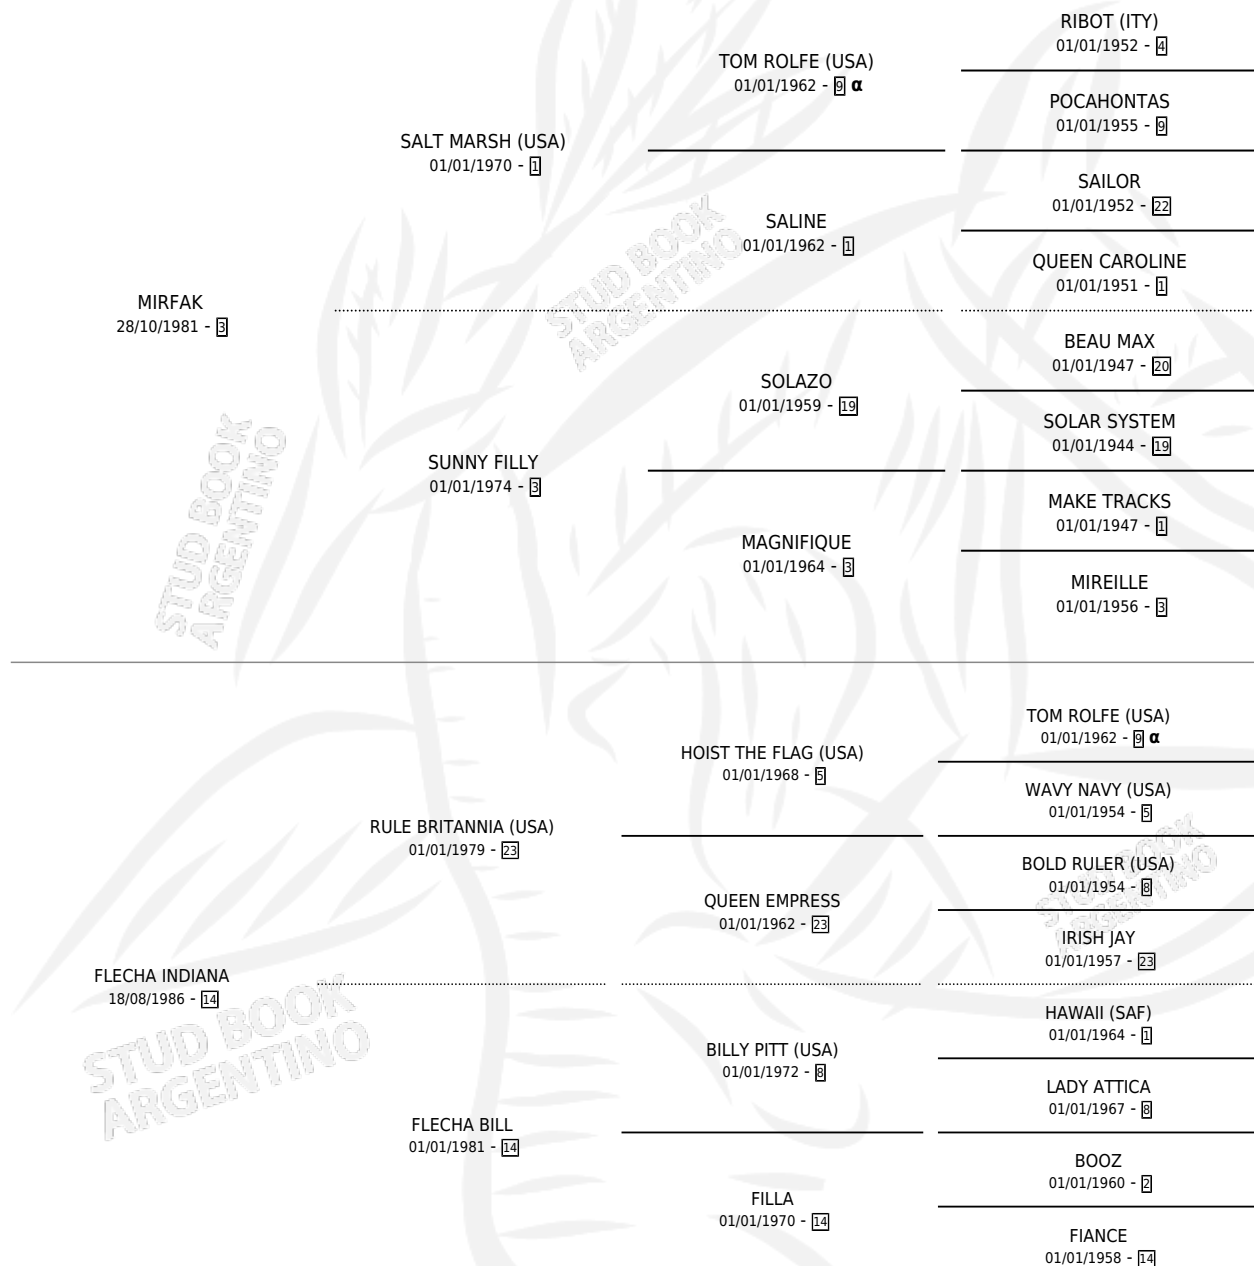 RIBOT (ITY)
01/01/1952 - 4
TOM ROLFE (USA)
01/01/1962 - 9 α
POCAHONTAS
01/01/1955 - 9
SALT MARSH (USA)
01/01/1970 - 1
SAILOR
01/01/1952 - 22
SALINE
01/01/1962 - 1
QUEEN CAROLINE
01/01/1951 - 1
MIRFAK
28/10/1981 - 3
BEAU MAX
01/01/1947 - 20
SOLAZO
01/01/1959 - 19
SOLAR SYSTEM
01/01/1944 - 19
SUNNY FILLY
01/01/1974 - 3
MAKE TRACKS
01/01/1947 - 1
MAGNIFIQUE
01/01/1964 - 3
MIREILLE
01/01/1956 - 3
TOM ROLFE (USA)
01/01/1962 - 9 α
HOIST THE FLAG (USA)
01/01/1968 - 5
WAVY NAVY (USA)
01/01/1954 - 5
RULE BRITANNIA (USA)
01/01/1979 - 23
BOLD RULER (USA)
01/01/1954 - 8
QUEEN EMPRESS
01/01/1962 - 23
IRISH JAY
01/01/1957 - 23
FLECHA INDIANA
18/08/1986 - 14
HAWAII (SAF)
01/01/1964 - 1
BILLY PITT (USA)
01/01/1972 - 8
LADY ATTICA
01/01/1967 - 8
FLECHA BILL
01/01/1981 - 14
BOOZ
01/01/1960 - 2
FILLA
01/01/1970 - 14
FIANCE
01/01/1958 - 14
STUD BOOK
ARGENTINO
STUD BOOK
ARGENTINO
STUD BOOK
ARGENTINO
STUD BOOK
ARGENTINO